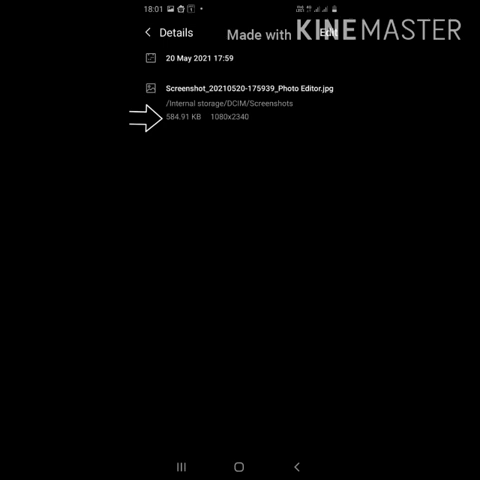 18:01
Details
Edit
Made with KINEMASTER
20 May 2021 17:59
Screenshot_20210520-175939_Photo Editor.jpg
/Internal storage/DCIM/Screenshots
584.91 KB 1080x2340